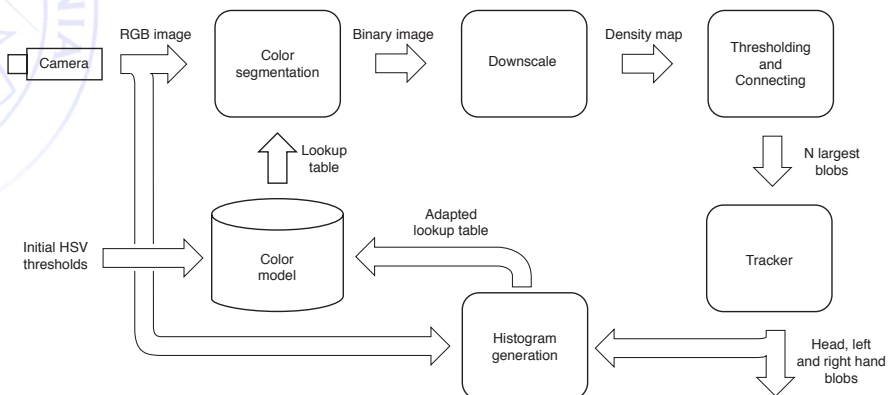 RGB image
Camera
Color
segmentation
Binary image
Downscale
Density map
Thresholding
and
Connecting
Lookup
table
N largest
blobs
Initial HSV
thresholds
Color
model
Adapted
lookup table
Tracker
Histogram
generation
Head, left
and right hand
blobs